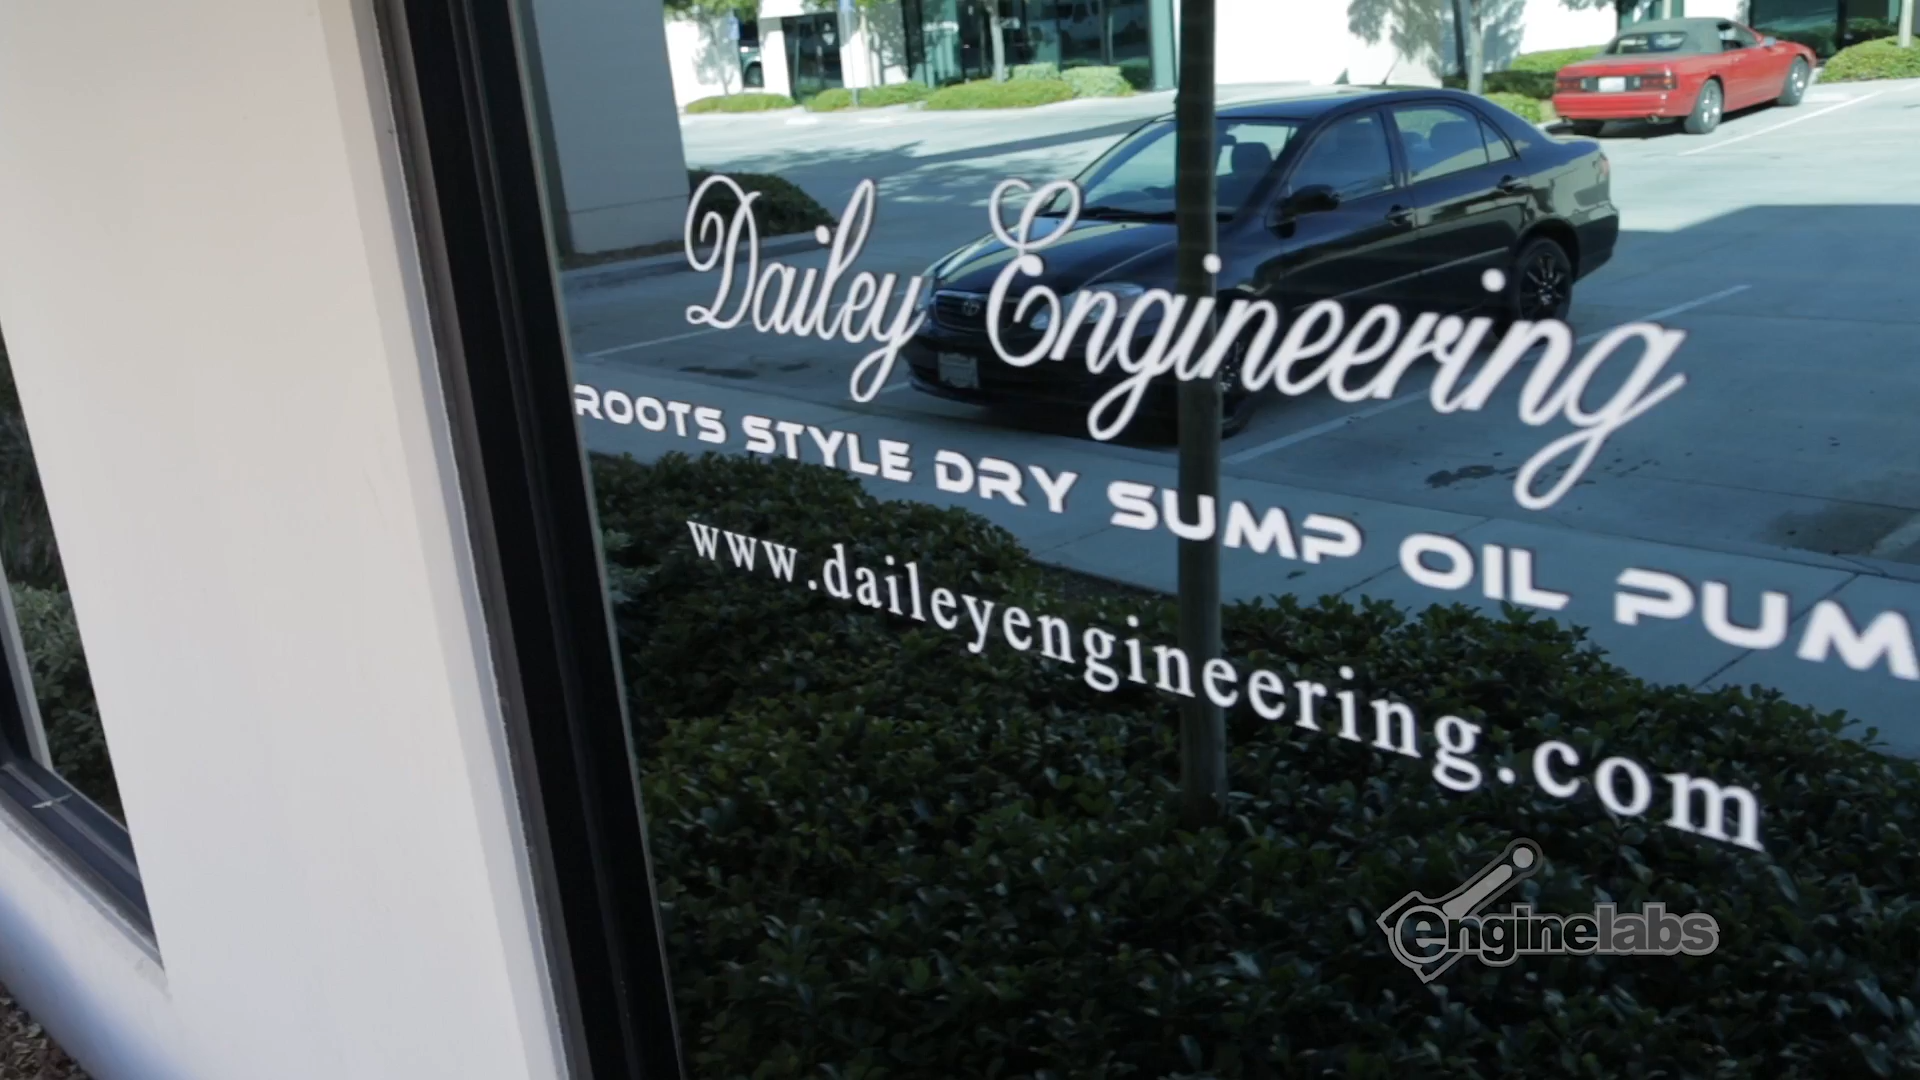 Dailey Engineering
ROOTS STYLE DRY SUMP OIL PUM
www.daileyengineering.com
enginelabs